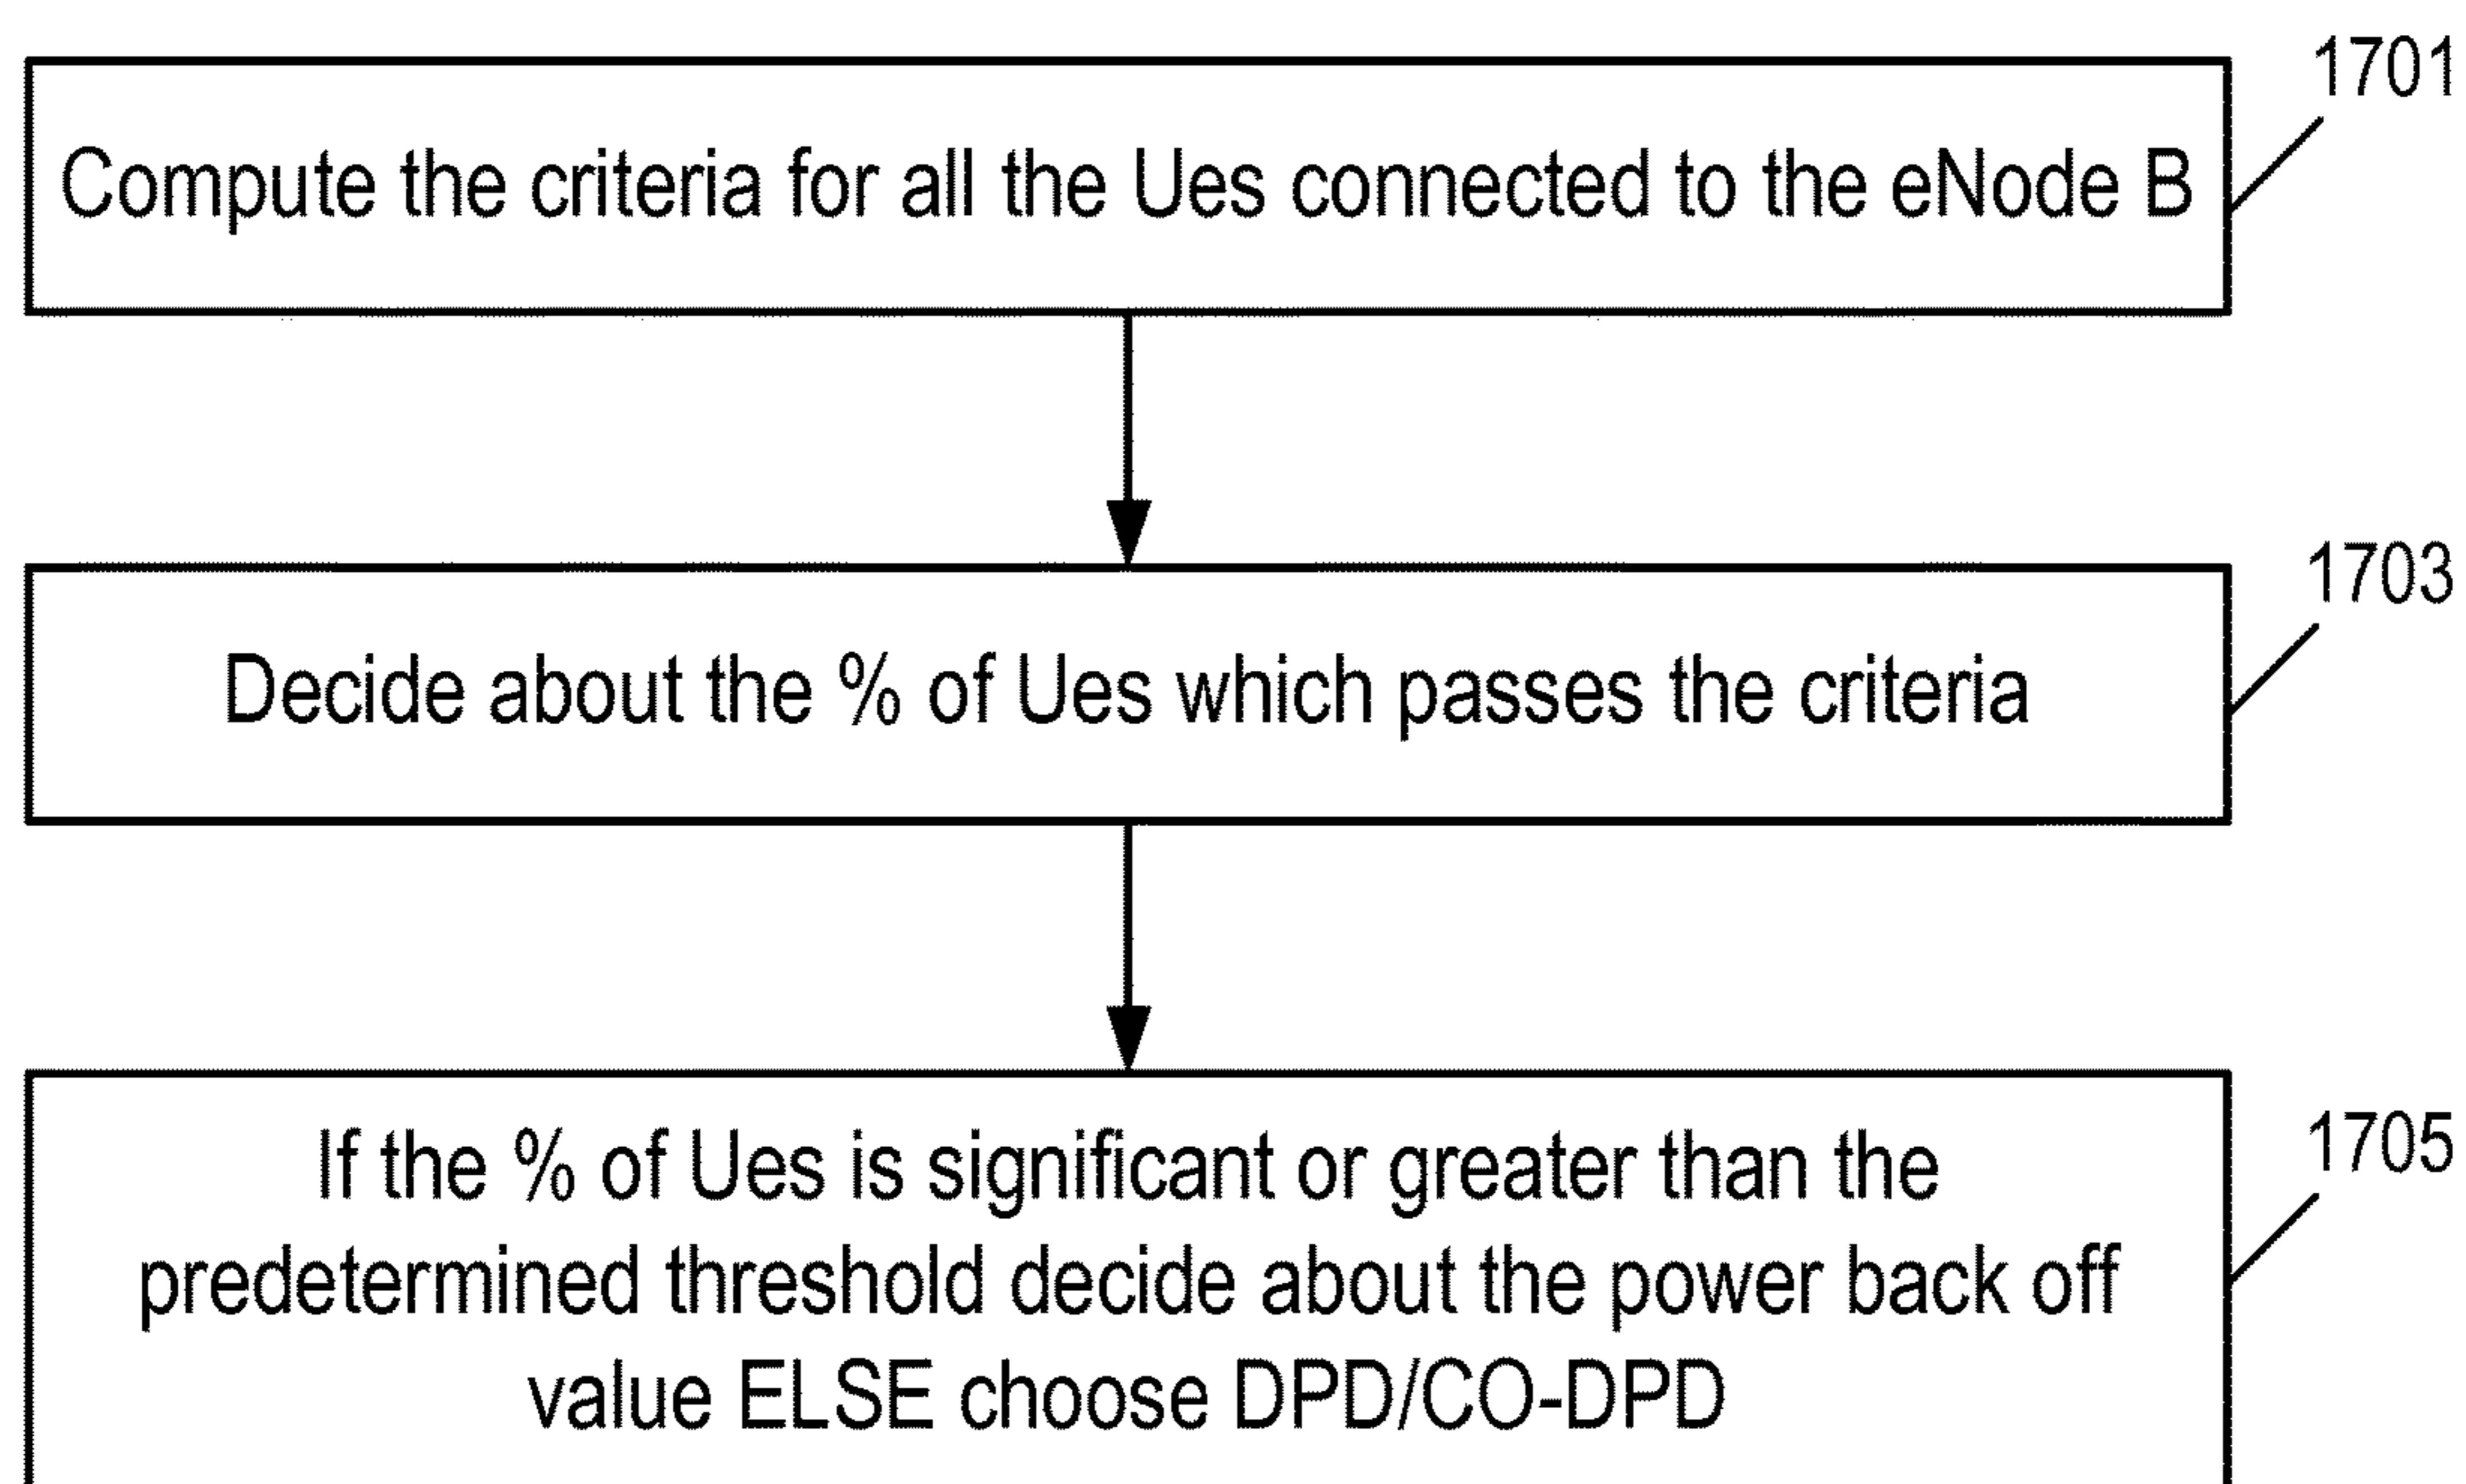 1701
Compute the criteria for all the Ues connected to the eNode B
1703
Decide about the % of Ues which passes the criteria
1705
If the % of Ues is significant or greater than the
predetermined threshold decide about the power back off
value ELSE choose DPD/CO-DPD